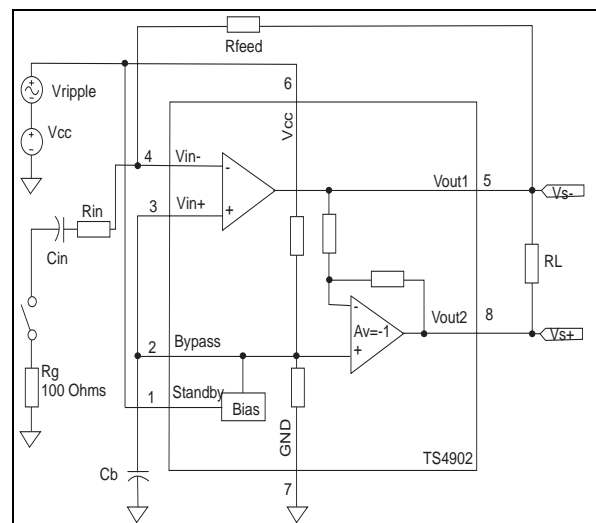 Rfeed
6
Vripple
Vcc
Vcc
4
Vin-
-
Vout1
5
Vs-
3
Vin+
+
Rin
Cin
RL
-
Av=-1
Vout2
8
+
Vs+
2
Bypass
Rg
100 Ohms
1
Standby
Bias
GND
TS4902
Cb
7